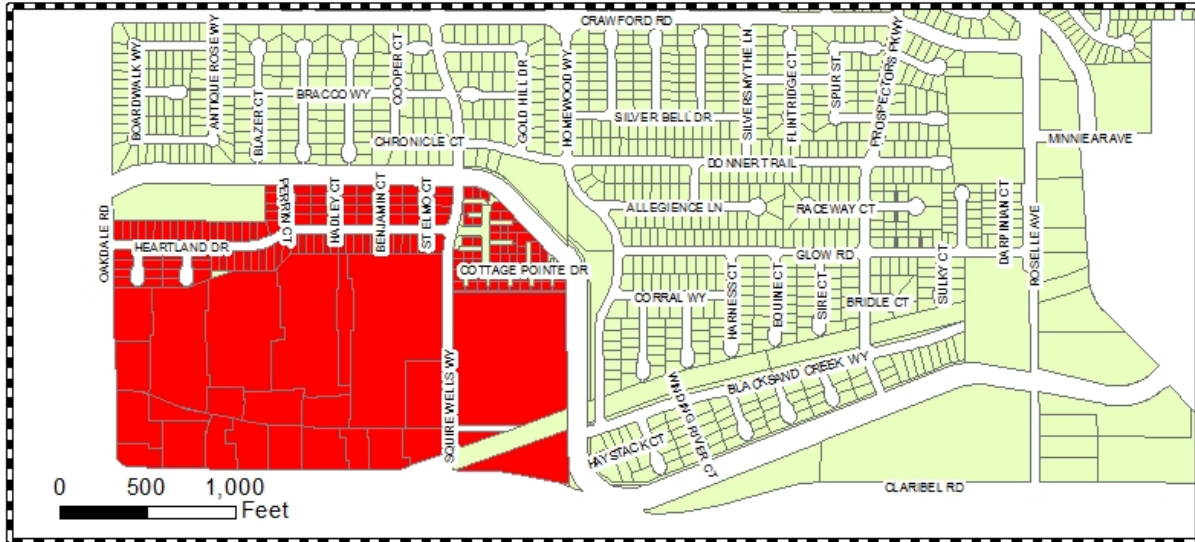 CRAWFORD RD
BOARDWALK WY
ANTIQUE ROSE WY
BLAZER CT
BRACCO WY
COOPER CT
GOLD HILL DR
HOMEWOOD WY
SILVER BELL DR
SILVERSMYTHE LN
FLINTRIDGE CT
SPUR ST
PROSPECTORS PKWY
CHRONICLE CT
DONNER TRAIL
MINNIEAR AVE
OAKDALE RD
PERRIN CT
HADLEY CT
BENJAMIN CT
ST ELMO CT
HEARTLAND DR
COTTAGE POINTE DR
ALLEGIENCE LN
RACEWAY CT
DARPINIAN CT
ROSELLE AVE
GLOW RD
CORRAL WY
HARNESS CT
EQUINE CT
SIRE CT
BRIDLE CT
SULKY CT
SQUIRE WELLS WY
BLACKSAND CREEK WY
WINDING RIVER CT
HAYSTACK CT
CLARIBEL RD
0 500 1,000
Feet